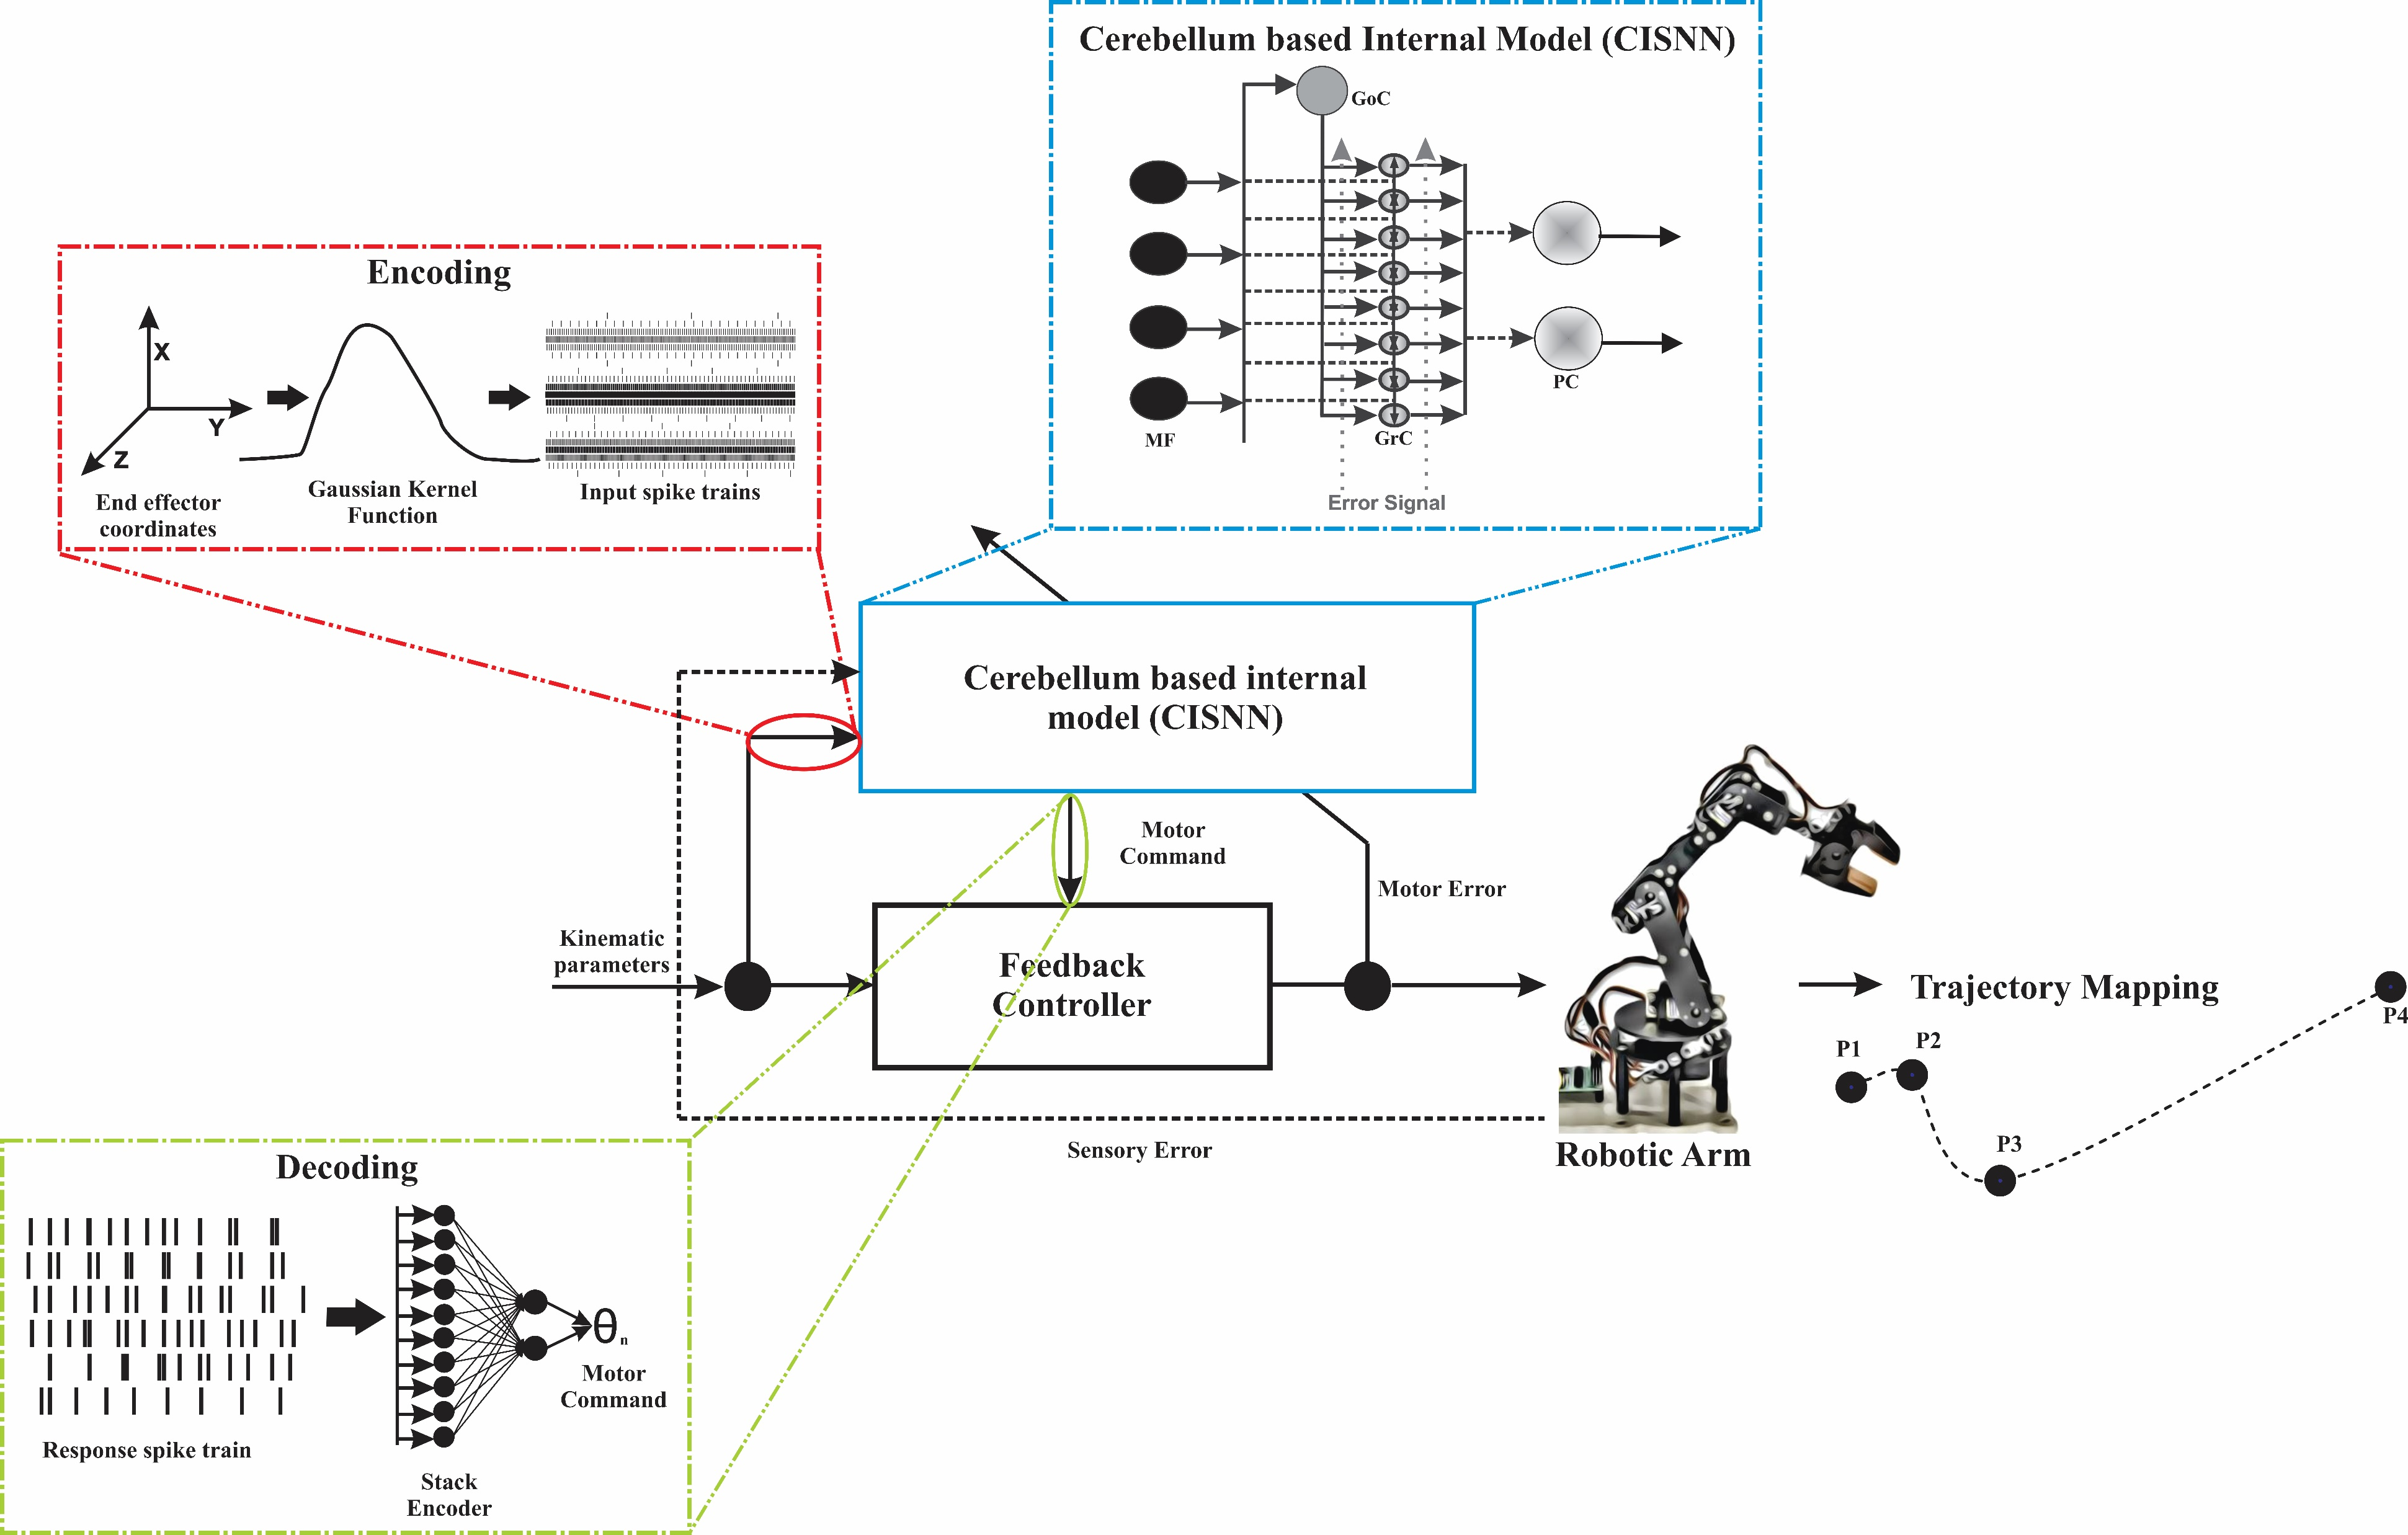 Cerebellum based Internal Model (CISNN)
GoC
MF
GrC
PC
Error Signal
Encoding
X
Y
Z
End effector
coordinates
Gaussian Kernel
Function
Input spike trains
Cerebellum based internal
model (CISNN)
Motor
Command
Motor Error
Kinematic
parameters
Feedback
Controller
Sensory Error
Robotic Arm
Trajectory Mapping
P1
P2
P3
P4
Decoding
Response spike train
Stack
Encoder
θn
Motor
Command